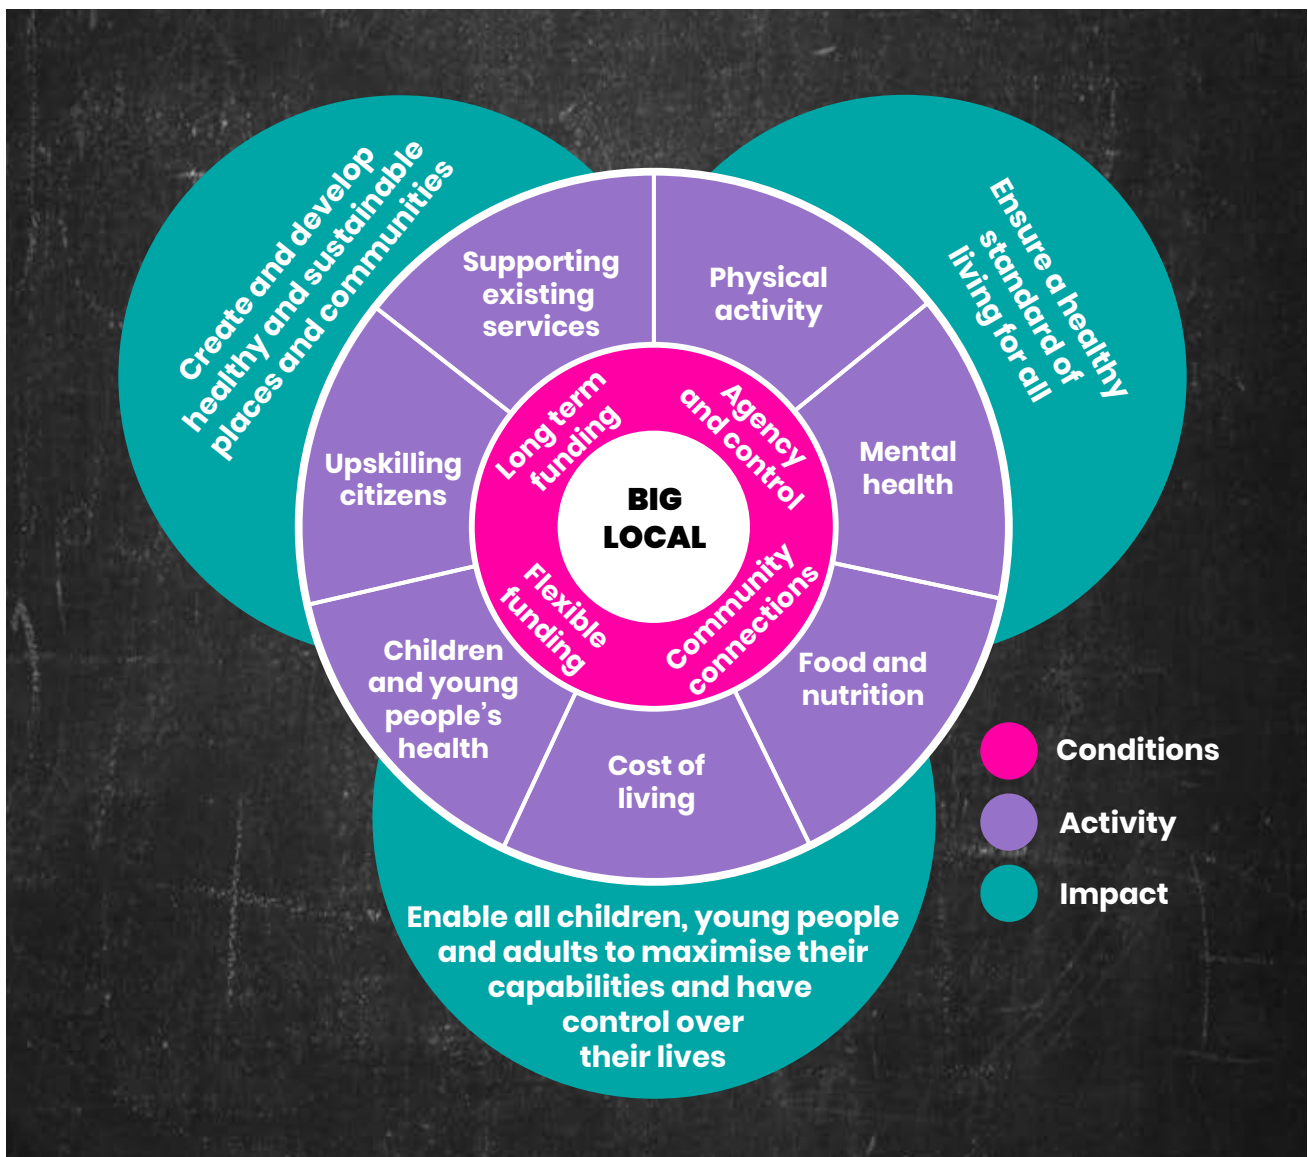 Create and develop
healthy and sustainable
places and communities
Ensure a healthy
standard of
living for all
Supporting
existing
services
Physical
activity
Mental
health
Food and
nutrition
Cost of
living
Children
and young
people’s
health
Upskilling
citizens
Long term
funding
Agency
and control
Community
connections
Flexible
funding
BIG
LOCAL
Conditions
Activity
Impact
Enable all children, young people
and adults to maximise their
capabilities and have
control over
their lives